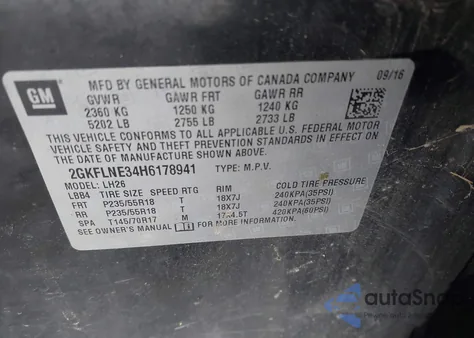 GM
MFD BY GENERAL MOTORS OF CANADA COMPANY 09/16
GVWR GAWR FRT GAWR RR
2360 KG 1250 KG 1240 KG
5202 LB 2755 LB 2733 LB
THIS VEHICLE CONFORMS TO ALL APPLICABLE U.S. FEDERAL MOTOR
VEHICLE SAFETY AND THEFT PREVENTION STANDARDS IN EFFECT ON
THE DATE OF MANUFACTURE SHOWN ABOVE.
2GKFLNE34H6178941 TYPE: M.P.V.
MODEL: LH26
LBB4 TIRE SIZE SPEED RTG RIM COLD TIRE PRESSURE
FRT P235/55R18 T 18X7J 240KPA(35PSI)
RR P235/55R18 T 18X7J 240KPA(35PSI)
SPA T145/70R17 M 17X4.5T 420KPA(60PSI)
SEE OWNER'S MANUAL FOR MORE INFORMATION.